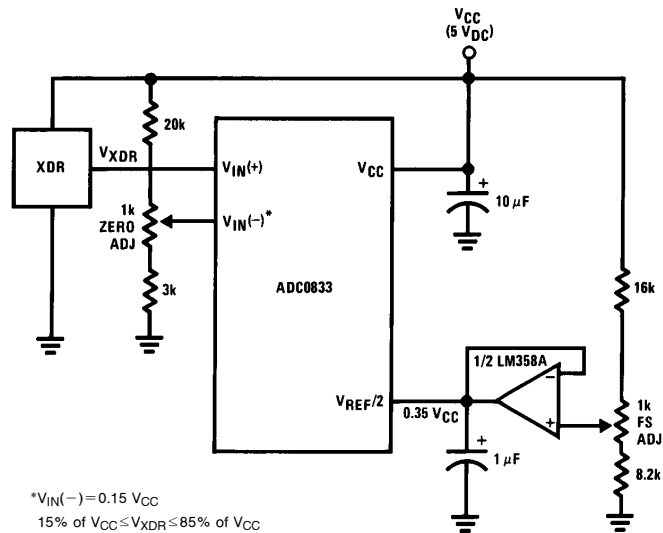 VCC
(5 VDC)
20k
XDR
VXDR
VIN(+)
VCC
+
10 μF
1k
ZERO
ADJ
VIN(−)*
3k
ADC0833
16k
1/2 LM358A
−
+
VREF/2
0.35 VCC
1k
FS
ADJ
+
1 μF
8.2k
*VIN(−)=0.15 VCC
15% of VCC≤VXDR≤85% of VCC